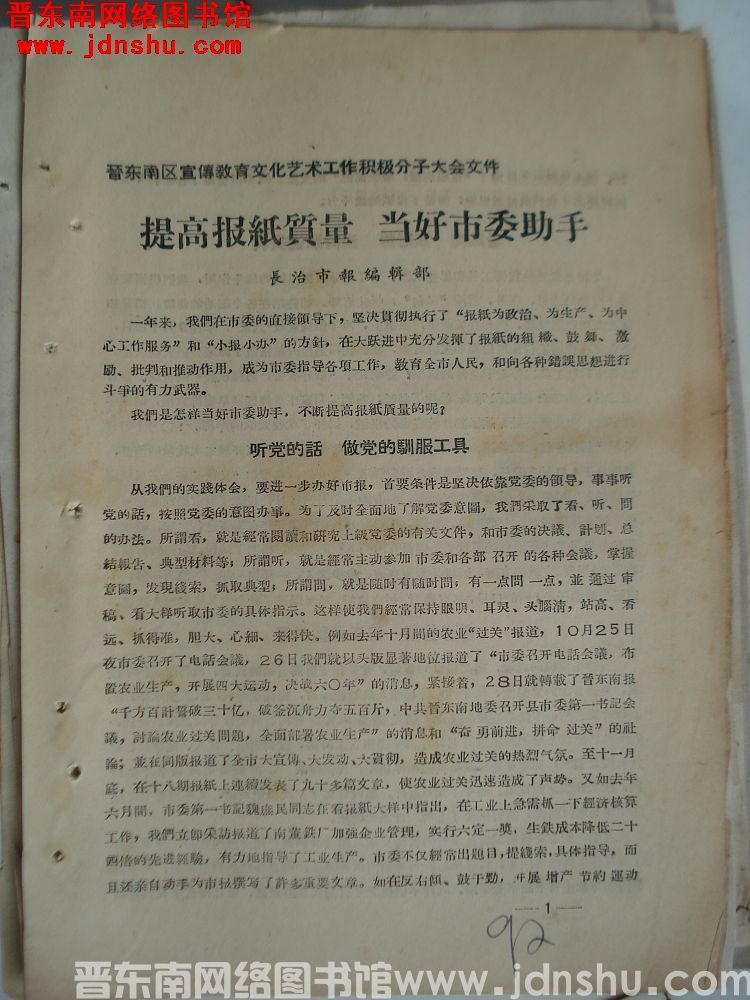 晋东南网络图书馆
www.jdnshu.com
晉东南区宣傳敎育文化艺术工作积极分子大会文件
提高报紙質量 当好市委助手
長治市報編輯部
一年来，我們在市委的直接領导下，坚决貫彻执行了“报紙为政治、为生产、为中
心工作服务”和“小报小办”的方針，在大跃进中充分发揮了报紙的組織、鼓舞、激
励、批判和推动作用，成为市委指导各項工作，敎育全市人民，和向各种錯誤思想进行
斗爭的有力武器。
我們是怎样当好市委助手，不断提高报紙質量的呢？
听党的話 做党的馴服工具
从我們的实践体会，要进一步办好市报，首要条件是坚决依靠党委的領导，事事听
党的話，按照党委的意图办事。为了及时全面地了解党委意圖，我們采取了看、听、問
的办法。所謂看，就是經常閱讀和研究上級党委的有关文件，和市委的决議、計划、总
結報告、典型材料等；所謂听，就是經常主动参加市委和各部召开的各种会議，掌握
意圖，发現綫索，抓取典型；所謂問，就是随时有随时問；有一点問一点，並通过审
稿、看大样听取市委的具体指示。这样使我們經常保持眼明、耳灵、头腦清，站高、看
远、抓得准，胆大、心細、来得快。例如去年十月間的农业“过关”报道，10月25日
夜市委召开了电話会議，26日我們就以头版显著地位报道了“市委召开电話会議，布
置农业生产，开展四大运动，决战六〇年”的消息，紧接着，28日就轉載了晉东南报
“千方百計誓破三十亿，破釜沉舟力夺五百斤，中共晉东南地委召开县市委第一书記会
議，討論农业过关問題，全面部署农业生产”的消息和“奋勇前进，拼命过关”的社
論；並在同版报道了全市大宣傳、大发动、大貫彻，造成农业过关的热烈气氛。至十一月
底，在十八期报紙上連續发表了九十多篇文章，使农业过关迅速造成了声势。又如去年
六月間，市委第一书記魏庶民同志在看报紙大样中指出，在工业上急需抓一下經济核算
工作，我們立卽采訪报道了南董鉄厂加强企业管理，实行六定一奬，生鉄成本降低二十
四倍的先进經驗，有力地指导了工业生产。市委不仅經常出題目，提綫索，具体指导，而
且还亲自动手为市报撰写了許多重要文章。如在反右傾、鼓干勁，开展增产节約运动
—1—
92
晋东南网络图书馆www.jdnshu.com